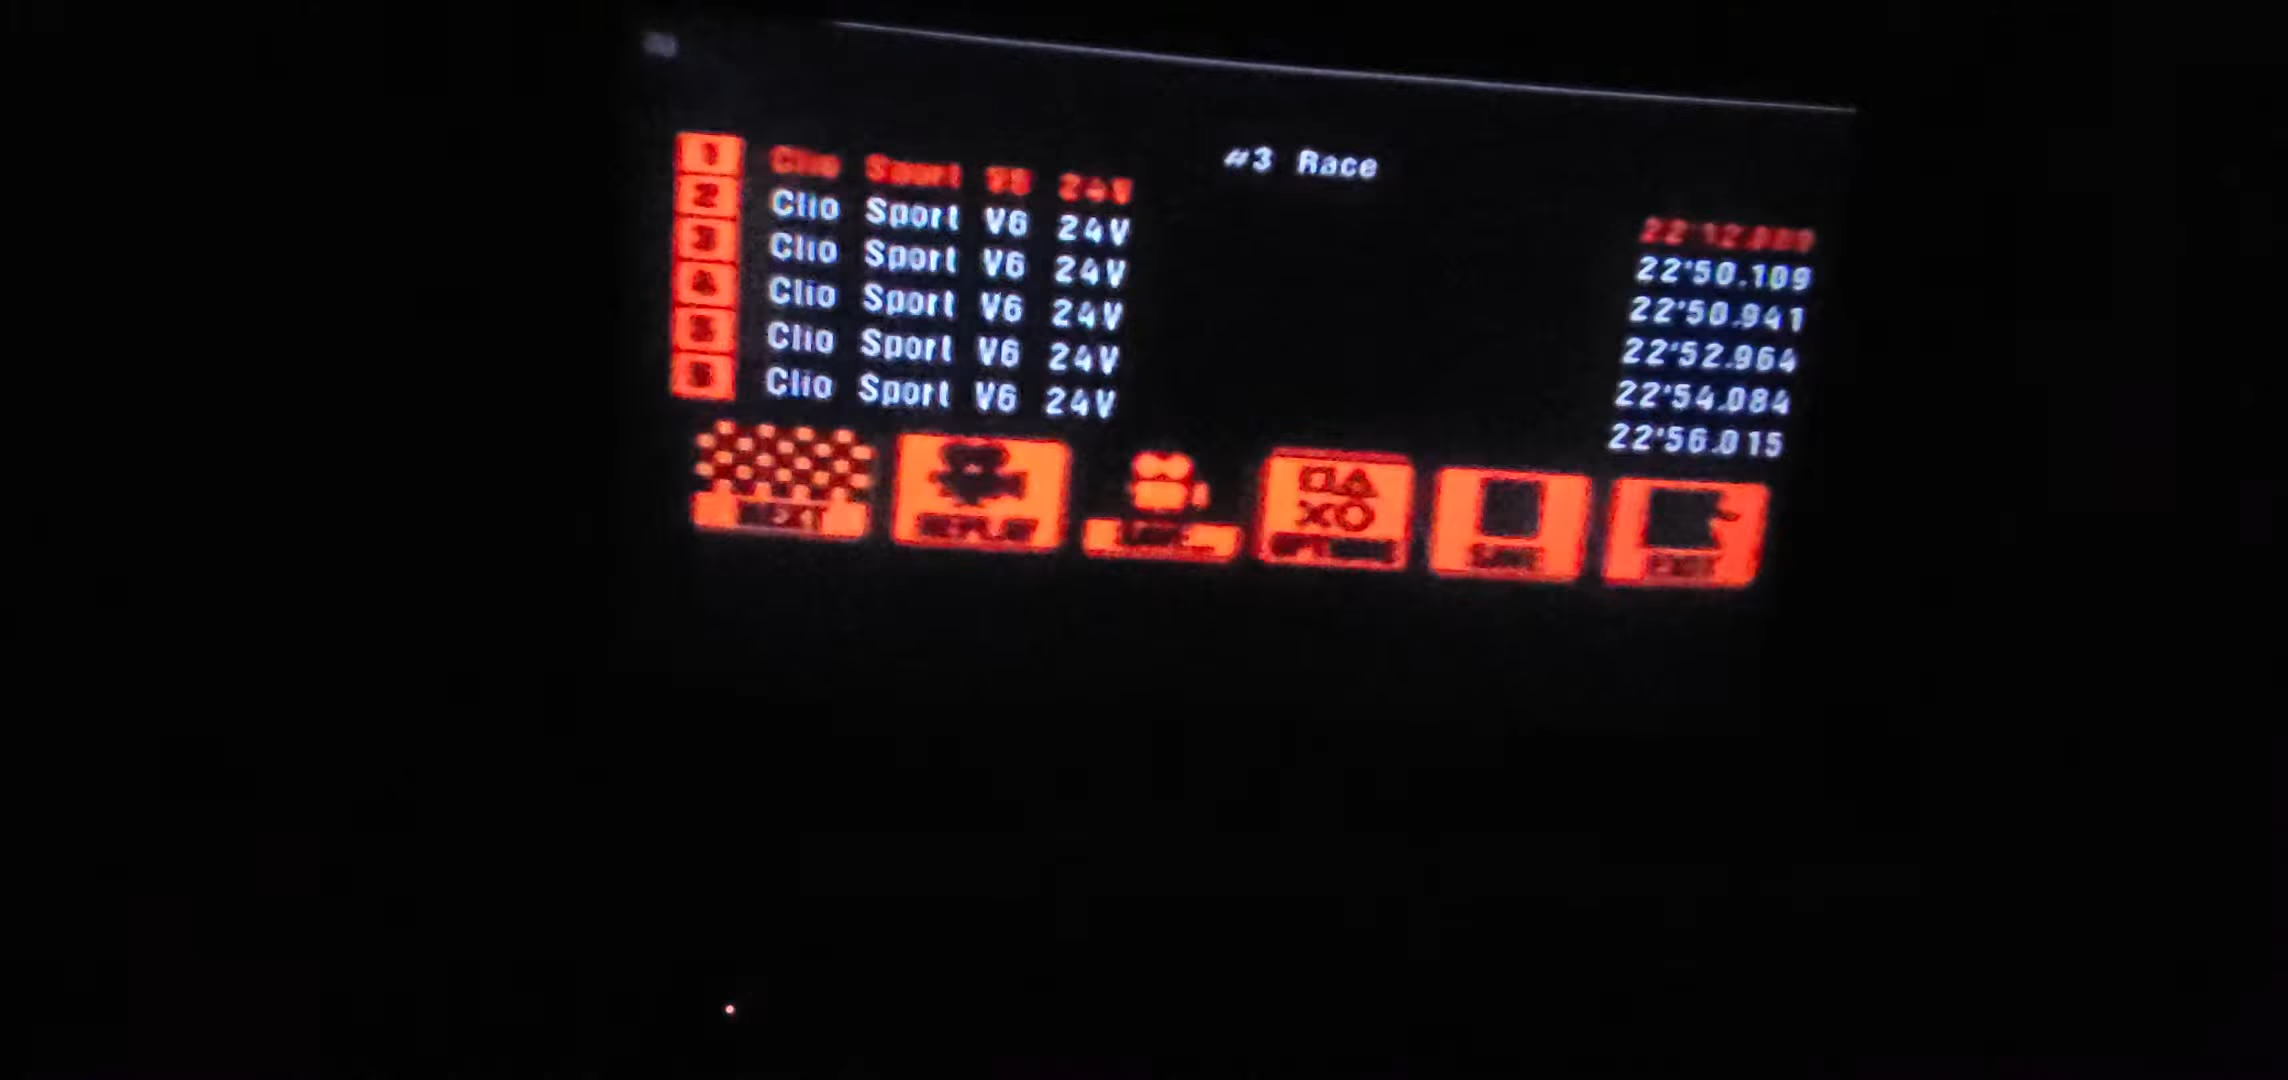 #3 Race
1 Clio Sport V6 24V
2 Clio Sport V6 24V 22'50.109
3 Clio Sport V6 24V 22'50.941
4 Clio Sport V6 24V 22'52.964
5 Clio Sport V6 24V 22'54.084
Clio Sport V6 24V 22'56.015
NEXT REPLAY EXIT